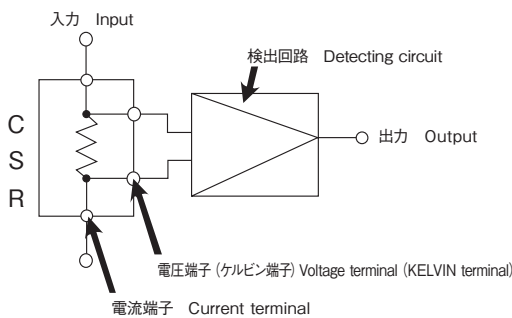 入力 Input
検出回路 Detecting circuit
C
S
R
出力 Output
電圧端子 (ケルビン端子) Voltage terminal (KELVIN terminal)
電流端子 Current terminal